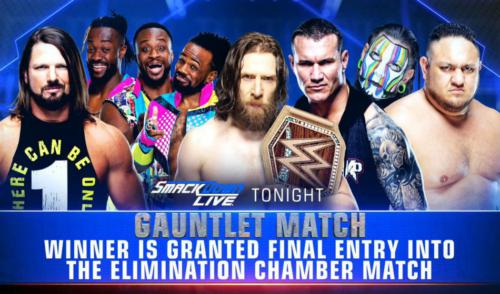 HERE CAN BE ONLY
1
SMACKDOWN
LIVE
TONIGHT
GAUNTLET MATCH
WINNER IS GRANTED FINAL ENTRY INTO
THE ELIMINATION CHAMBER MATCH